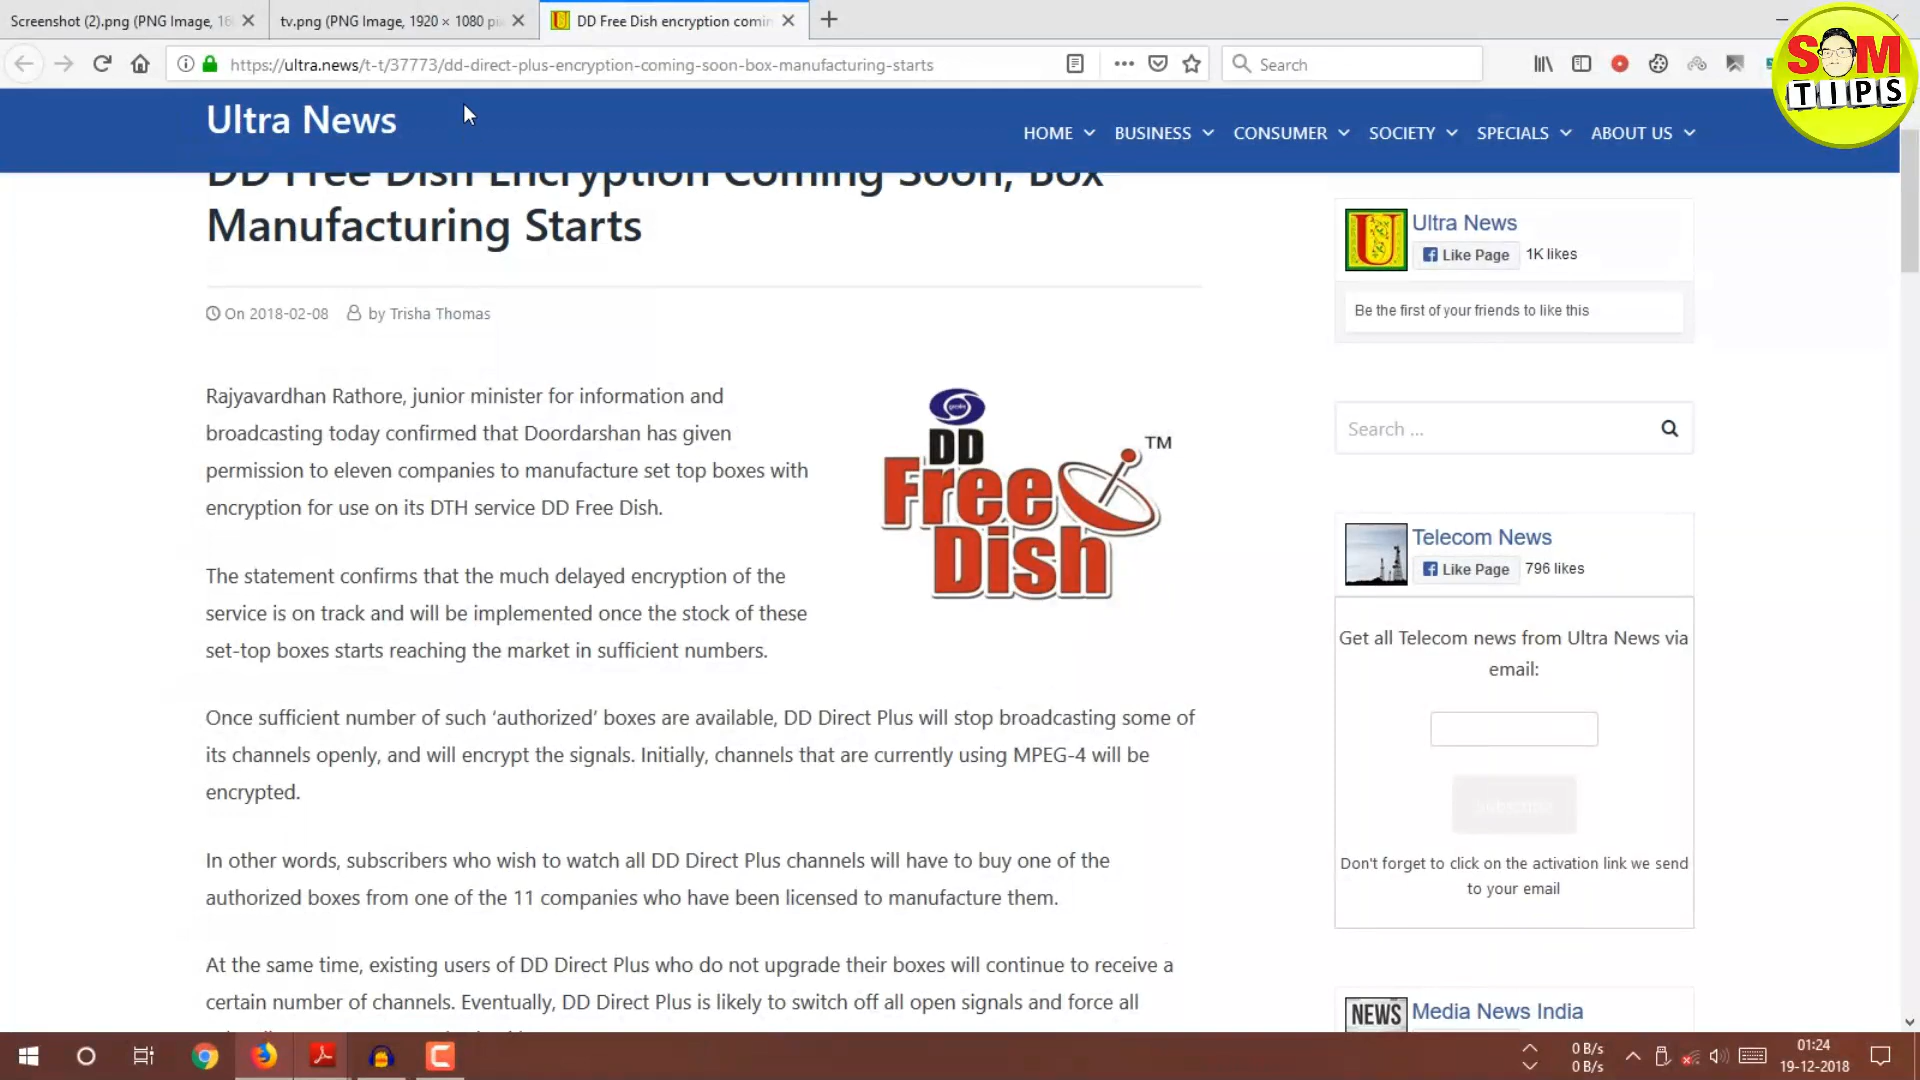 Screenshot (2).png (PNG Image, 16
tv.png (PNG Image, 1920 × 1080 pi
DD Free Dish encryption comin
https://ultra.news/t-t/37773/dd-direct-plus-encryption-coming-soon-box-manufacturing-starts
Search
SOM
TIPS
Ultra News
HOME
BUSINESS
CONSUMER
SOCIETY
SPECIALS
ABOUT US
DD Free Dish Encryption Coming Soon, Box
Manufacturing Starts
On 2018-02-08
by Trisha Thomas
Rajyavardhan Rathore, junior minister for information and
broadcasting today confirmed that Doordarshan has given
permission to eleven companies to manufacture set top boxes with
encryption for use on its DTH service DD Free Dish.
DD
Free
Dish
TM
The statement confirms that the much delayed encryption of the
service is on track and will be implemented once the stock of these
set-top boxes starts reaching the market in sufficient numbers.
Once sufficient number of such ‘authorized’ boxes are available, DD Direct Plus will stop broadcasting some of
its channels openly, and will encrypt the signals. Initially, channels that are currently using MPEG-4 will be
encrypted.
In other words, subscribers who wish to watch all DD Direct Plus channels will have to buy one of the
authorized boxes from one of the 11 companies who have been licensed to manufacture them.
At the same time, existing users of DD Direct Plus who do not upgrade their boxes will continue to receive a
certain number of channels. Eventually, DD Direct Plus is likely to switch off all open signals and force all
U
Ultra News
Like Page
1K likes
Be the first of your friends to like this
Search ...
Telecom News
Like Page
796 likes
Get all Telecom news from Ultra News via
email:
Subscribe
Don't forget to click on the activation link we send
to your email
NEWS
Media News India
0 B/s
0 B/s
01:24
19-12-2018